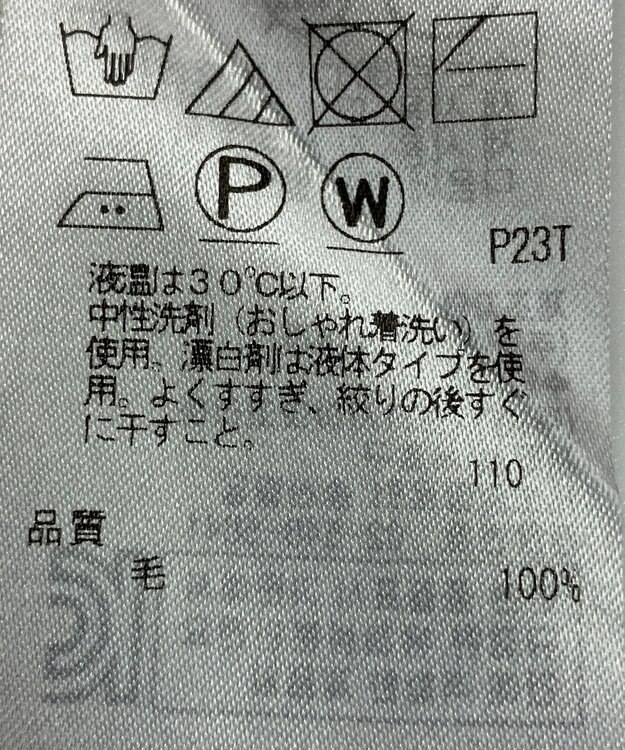 P
W
P23T
液温は30℃以下。
中性洗剤(おしゃれ着洗い)を
使用、漂白剤は液体タイプを使
用。よくすすぎ、絞りの後すぐ
に干すこと。
110
品質
毛 100%